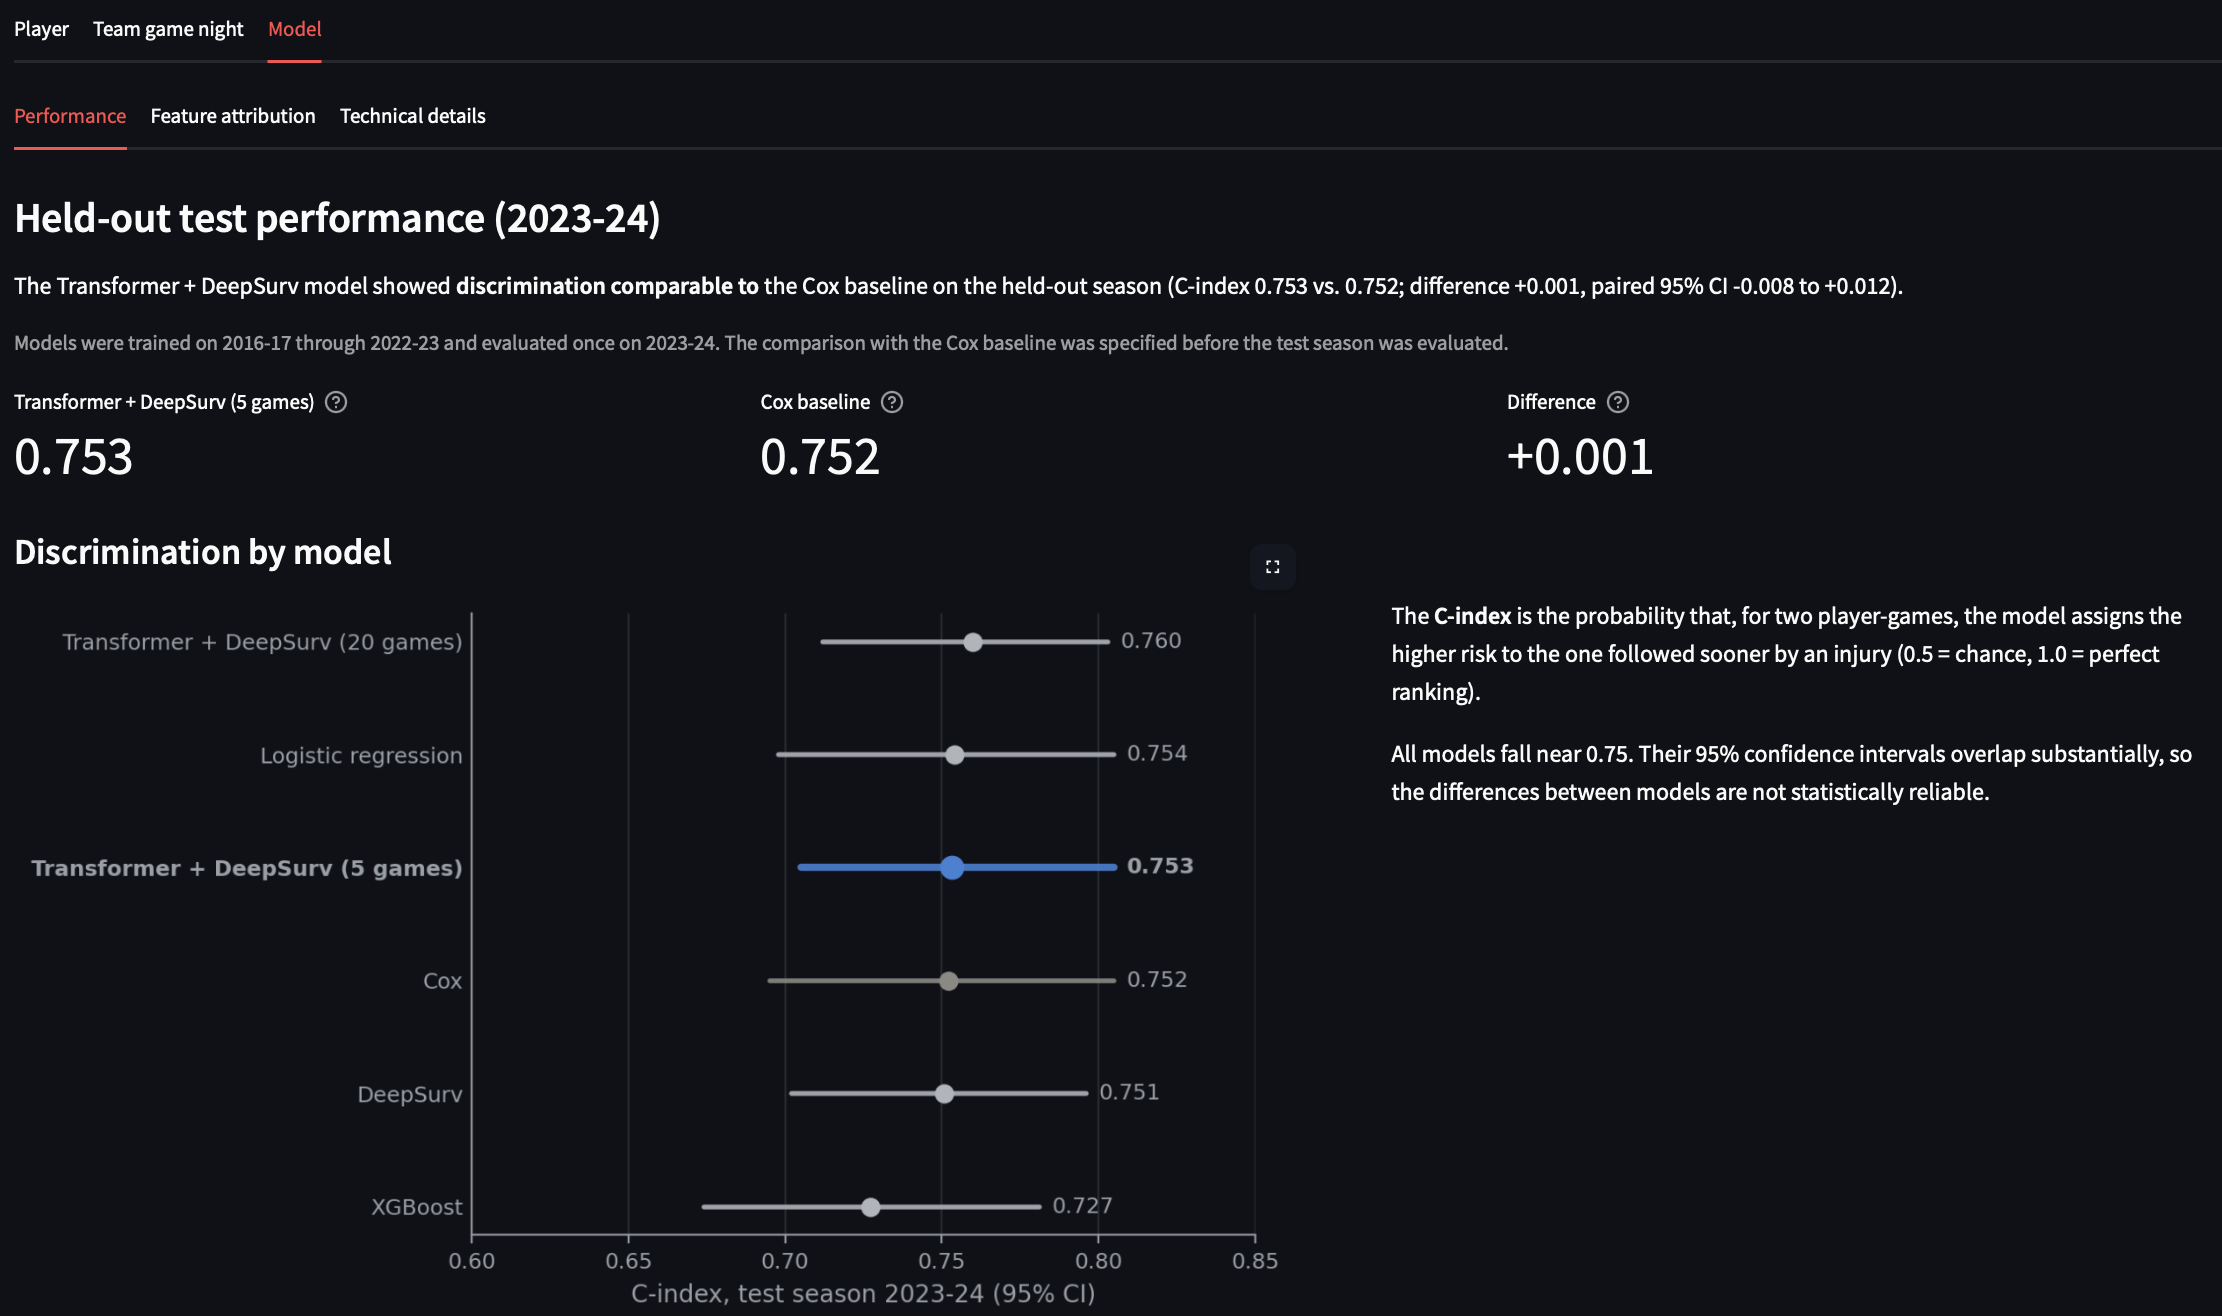 Player Team game night Model
Performance Feature attribution Technical details
Held-out test performance (2023-24)
The Transformer + DeepSurv model showed discrimination comparable to the Cox baseline on the held-out season (C-index 0.753 vs. 0.752; difference +0.001, paired 95% CI -0.008 to +0.012).
Models were trained on 2016-17 through 2022-23 and evaluated once on 2023-24. The comparison with the Cox baseline was specified before the test season was evaluated.
Transformer + DeepSurv (5 games) ?
0.753
Cox baseline ?
0.752
Difference ?
+0.001
Discrimination by model
Transformer + DeepSurv (20 games) 0.760
Logistic regression 0.754
Transformer + DeepSurv (5 games) 0.753
Cox 0.752
DeepSurv 0.751
XGBoost 0.727
0.60 0.65 0.70 0.75 0.80 0.85
C-index, test season 2023-24 (95% CI)
The C-index is the probability that, for two player-games, the model assigns the
higher risk to the one followed sooner by an injury (0.5 = chance, 1.0 = perfect
ranking).
All models fall near 0.75. Their 95% confidence intervals overlap substantially, so
the differences between models are not statistically reliable.